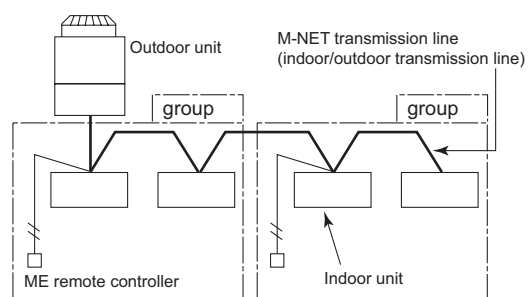 Outdoor unit
M-NET transmission line
(indoor/outdoor transmission line)
group
group
ME remote controller
Indoor unit